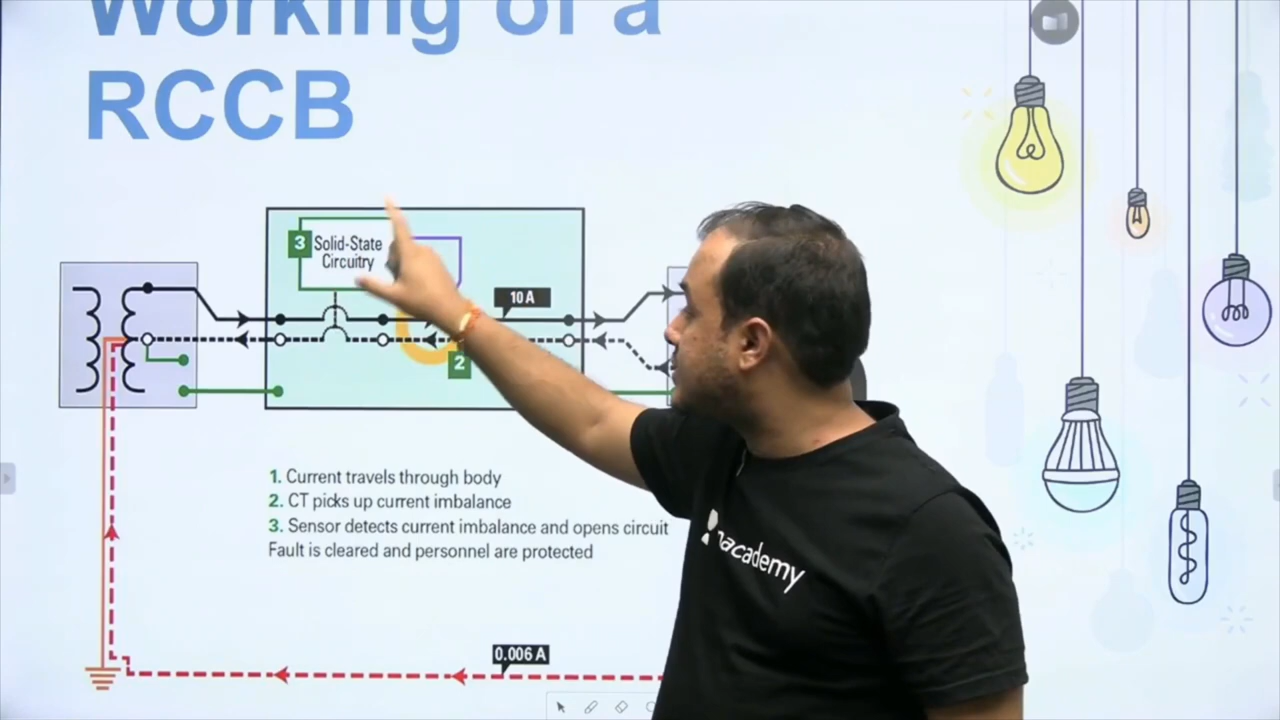 Working of a
RCCB
3
Solid-State
Circuitry
10 A
2
1. Current travels through body
2. CT picks up current imbalance
3. Sensor detects current imbalance and opens circuit
Fault is cleared and personnel are protected
0.006 A
nacademy